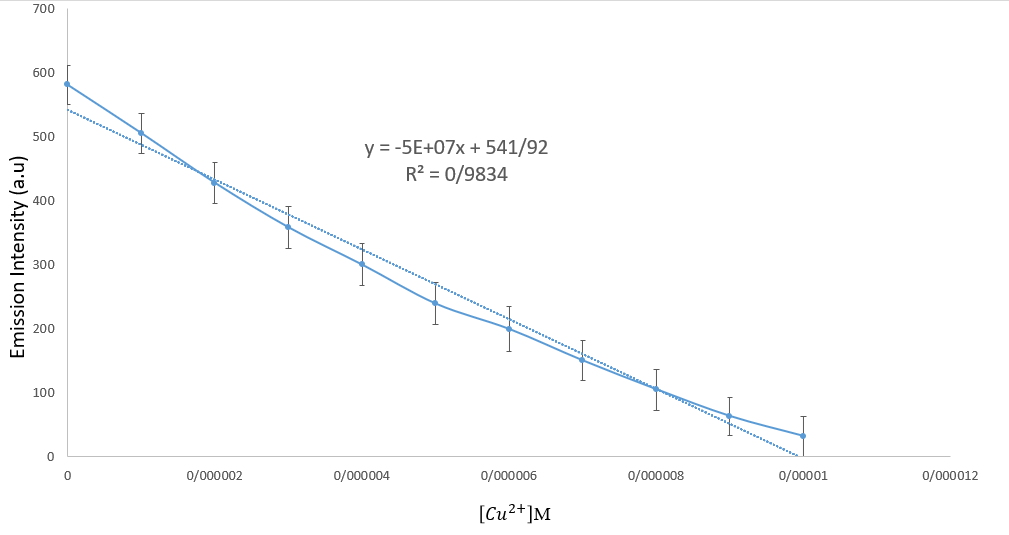 700
600
500
400
300
200
100
0
Emission Intensity (a.u)
y = -5E+07x + 541/92
R² = 0/9834
0 0/000002 0/000004 0/000006 0/000008 0/00001 0/000012
[Cu²⁺]M